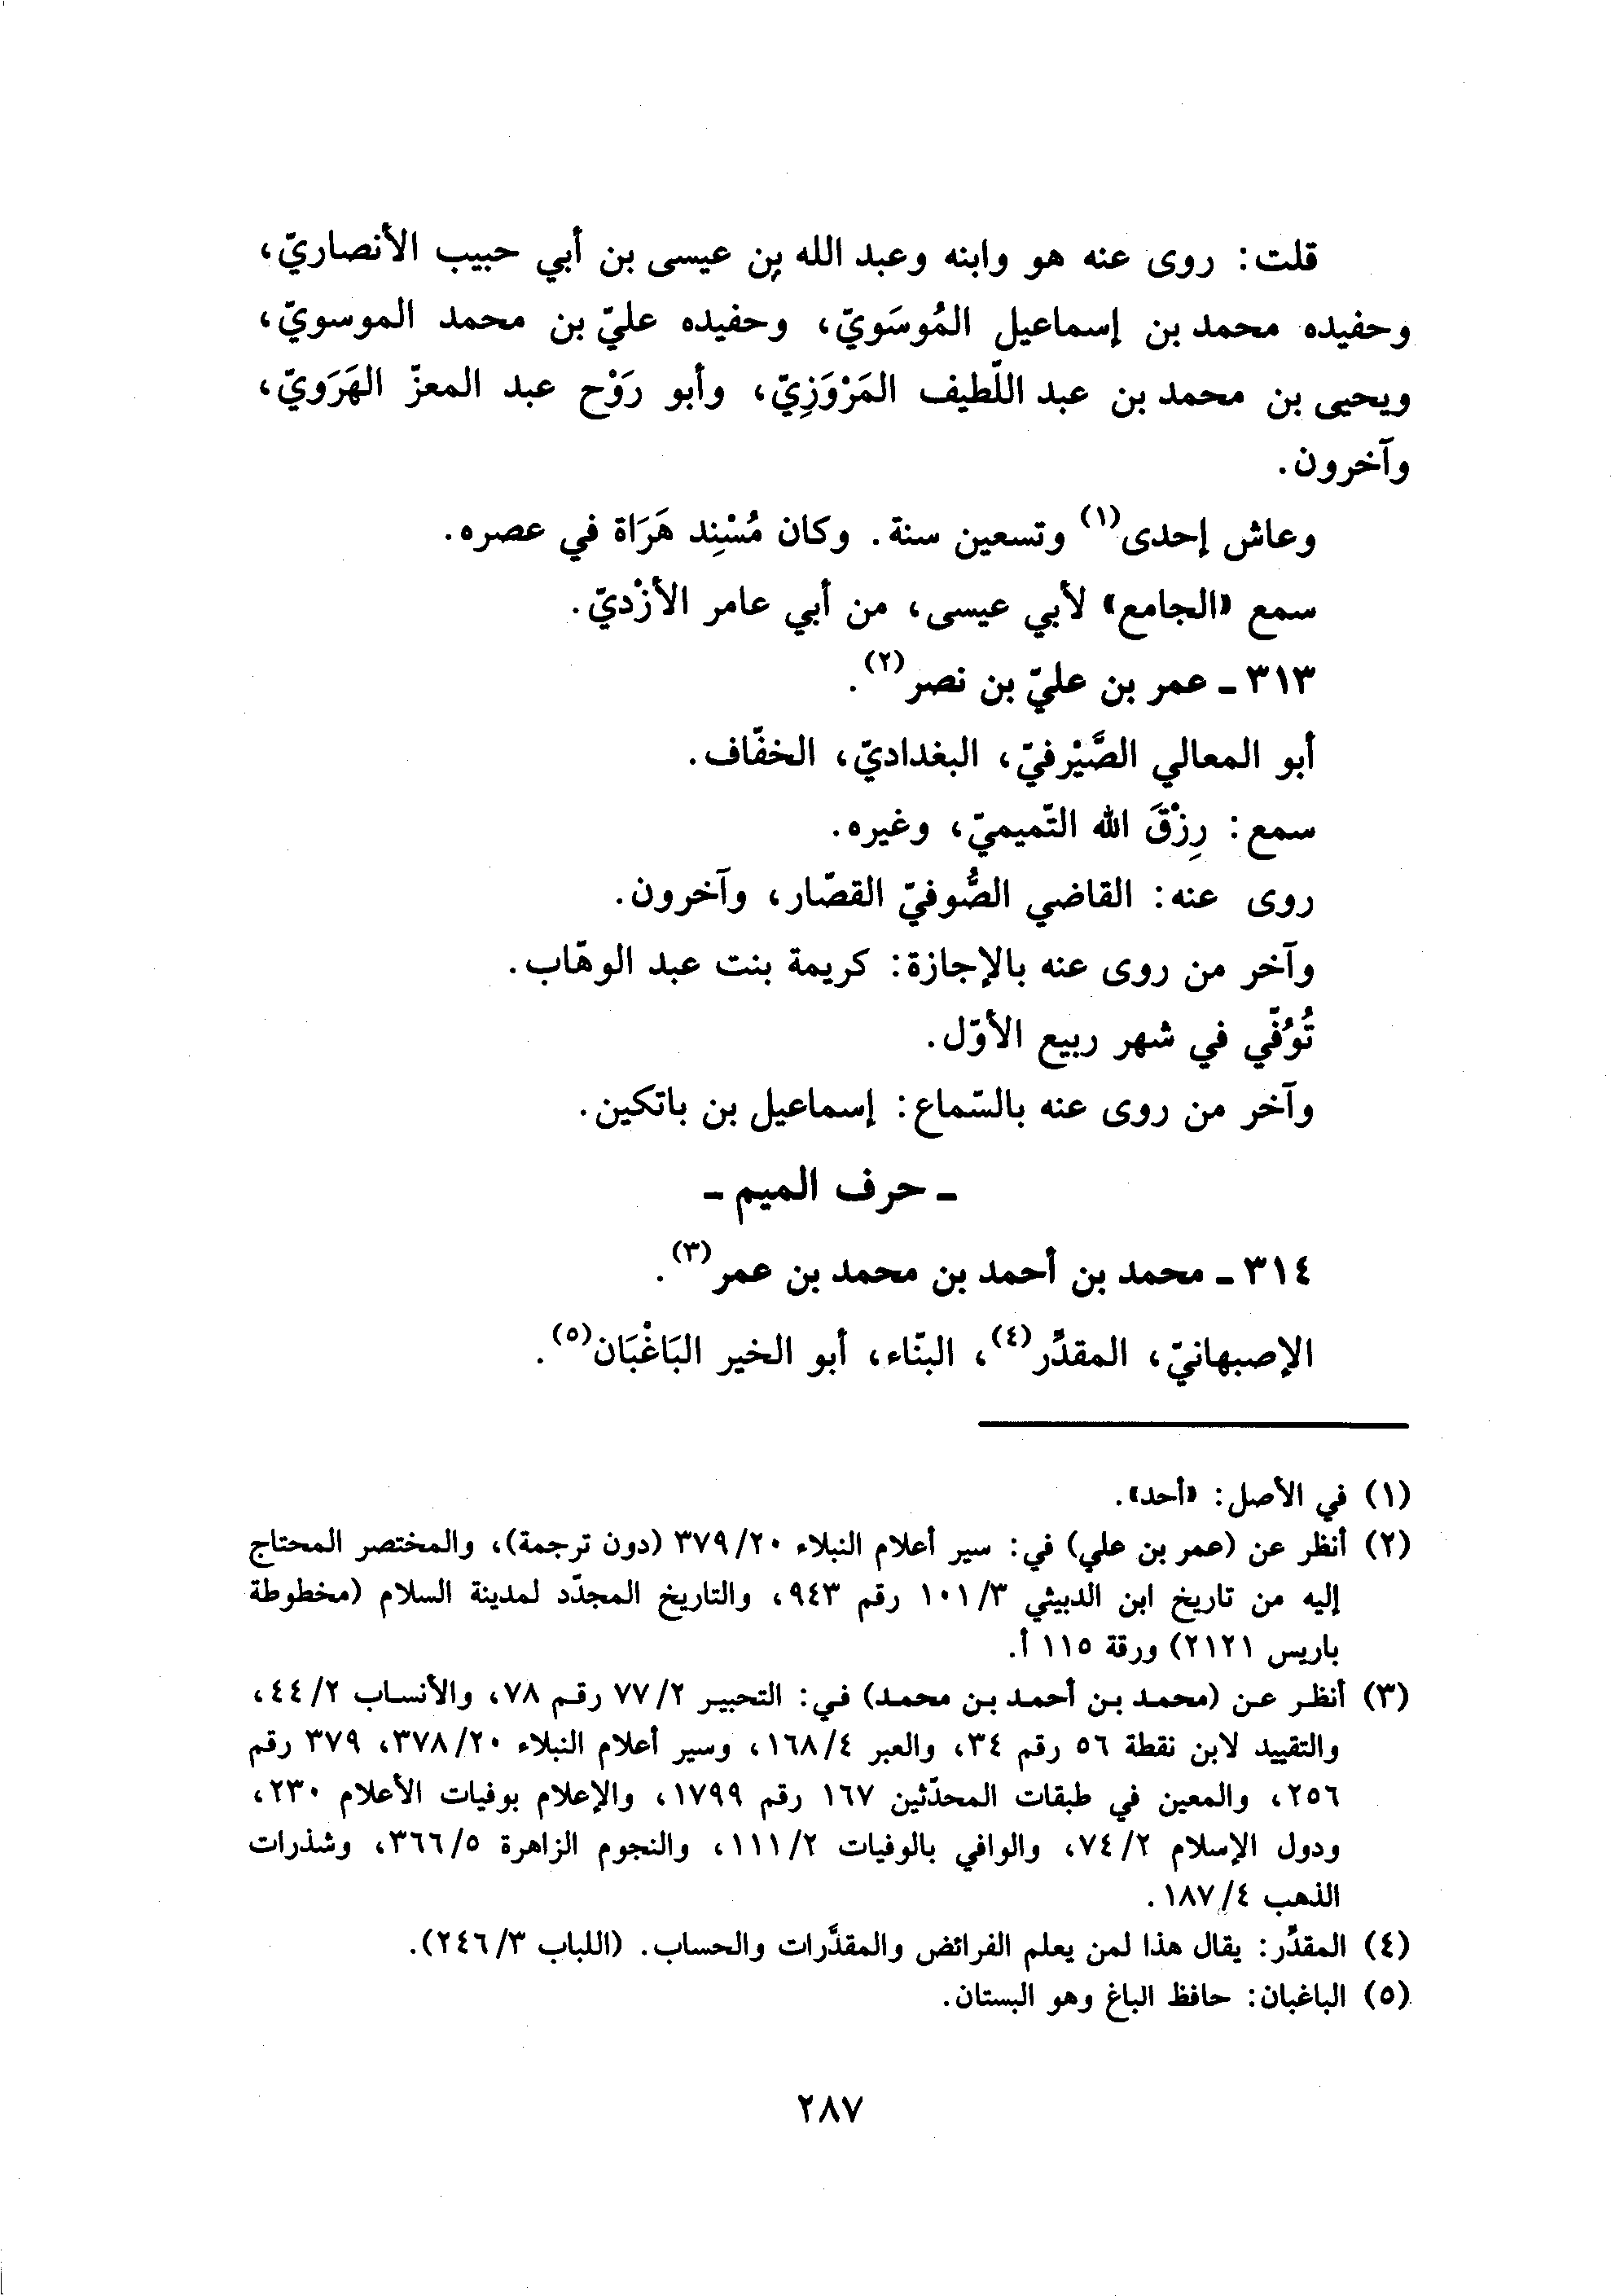 قلت: روى عنه هو وابنه وعبد الله بن عيسى بن أبي حبيب الأنصاريّ،
وحفيده محمد بن إسماعيل المُوسَويّ، وحفيده عليّ بن محمد الموسويّ،
ويحيى بن محمد بن عبد اللّطيف المَرْوَزِيّ، وأبو رَوْح عبد المعزّ الهَرَويّ،
وآخرون.
وعاش إحدى(١) وتسعين سنة. وكان مُسْنِد هَرَاة في عصره.
سمع «الجامع» لأبي عيسى، من أبي عامر الأزْديّ.
٣١٣ ـ عمر بن عليّ بن نصر(٢).
أبو المعالي الصَّيْرفيّ، البغداديّ، الخفّاف.
سمع: رِزْقَ الله التّميميّ، وغيره.
روى عنه: القاضي الصُّوفيّ القصّار، وآخرون.
وآخر من روى عنه بالإجازة: كريمة بنت عبد الوهّاب.
تُوُفّي في شهر ربيع الأوّل.
وآخر من روى عنه بالسّماع: إسماعيل بن باتكين.
ـ حرف الميم ـ
٣١٤ ـ محمد بن أحمد بن محمد بن عمر(٣).
الإصبهانيّ، المقدِّر(٤)، البنّاء، أبو الخير البَاغْبَان(٥).
(١) في الأصل: «أحد».
(٢) أنظر عن (عمر بن علي) في: سير أعلام النبلاء ٣٧٩/٢٠ (دون ترجمة)، والمختصر المحتاج
إليه من تاريخ ابن الدبيثي ١٠١/٣ رقم ٩٤٣، والتاريخ المجدّد لمدينة السلام (مخطوطة
باريس ٢١٢١) ورقة ١١٥ أ.
(٣) أنظر عن (محمد بن أحمد بن محمد) في: التحبير ٧٧/٢ رقم ٧٨، والأنساب ٤٤/٢،
والتقييد لابن نقطة ٥٦ رقم ٣٤، والعبر ١٦٨/٤، وسير أعلام النبلاء ٣٧٨/٢٠، ٣٧٩ رقم
٢٥٦، والمعين في طبقات المحدّثين ١٦٧ رقم ١٧٩٩، والإعلام بوفيات الأعلام ٢٣٠،
ودول الإسلام ٧٤/٢، والوافي بالوفيات ١١١/٢، والنجوم الزاهرة ٣٦٦/٥، وشذرات
الذهب ١٨٧/٤.
(٤) المقدِّر: يقال هذا لمن يعلم الفرائض والمقدَّرات والحساب. (اللباب ٢٤٦/٣).
(٥) الباغبان: حافظ الباغ وهو البستان.
٢٨٧